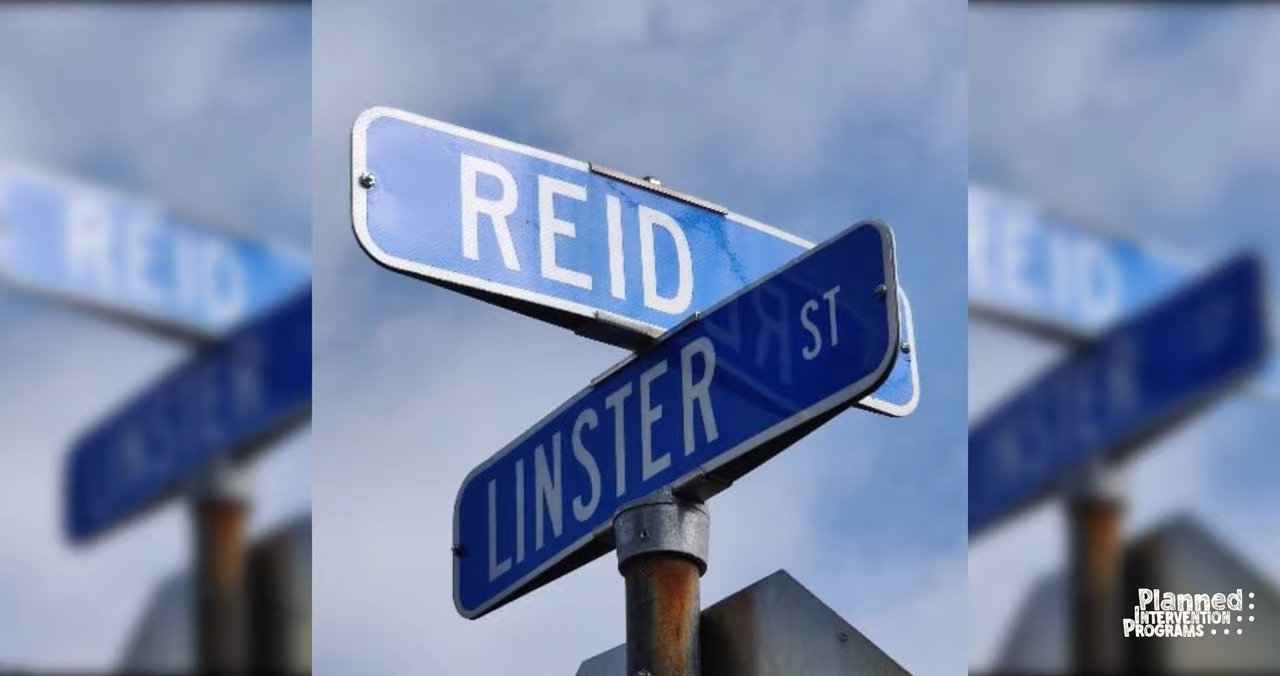 REID
LINSTER ST
Planned
INTERVENTION
PROGRAMS